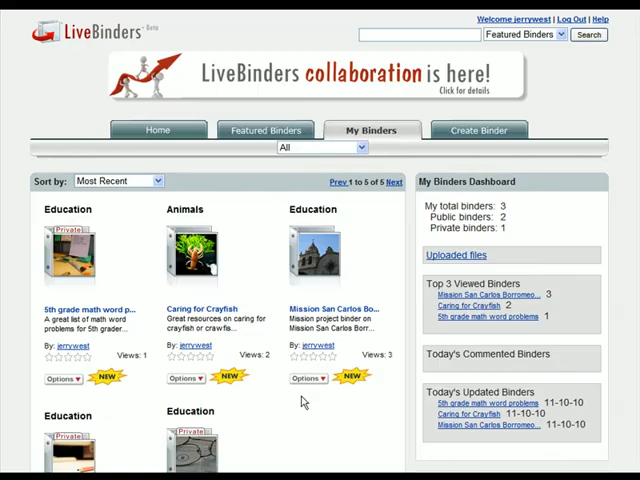 Welcome jerrywest | Log Out | Help
LiveBinders Beta
Featured Binders Search
LiveBinders collaboration is here!
Click for details
Home Featured Binders My Binders Create Binder
All
Sort by: Most Recent Prev 1 to 5 of 5 Next
Education Animals Education
Private
5th grade math word p... Caring for Crayfish Mission San Carlos Bo...
A great list of math word Great resources on caring for Mission project binder on
problems for 5th grader... crayfish or crawfis... Mission San Carlos Borr...
By: jerrywest By: jerrywest By: jerrywest
Views: 1 Views: 2 Views: 3
Options NEW Options NEW Options NEW
Education Education
Private Private
My Binders Dashboard
My total binders: 3
Public binders: 2
Private binders: 1
Uploaded files
Top 3 Viewed Binders
Mission San Carlos Borromeo... 3
Caring for Crayfish 2
5th grade math word problems 1
Today's Commented Binders
Today's Updated Binders
5th grade math word problems 11-10-10
Caring for Crayfish 11-10-10
Mission San Carlos Borromeo... 11-10-10